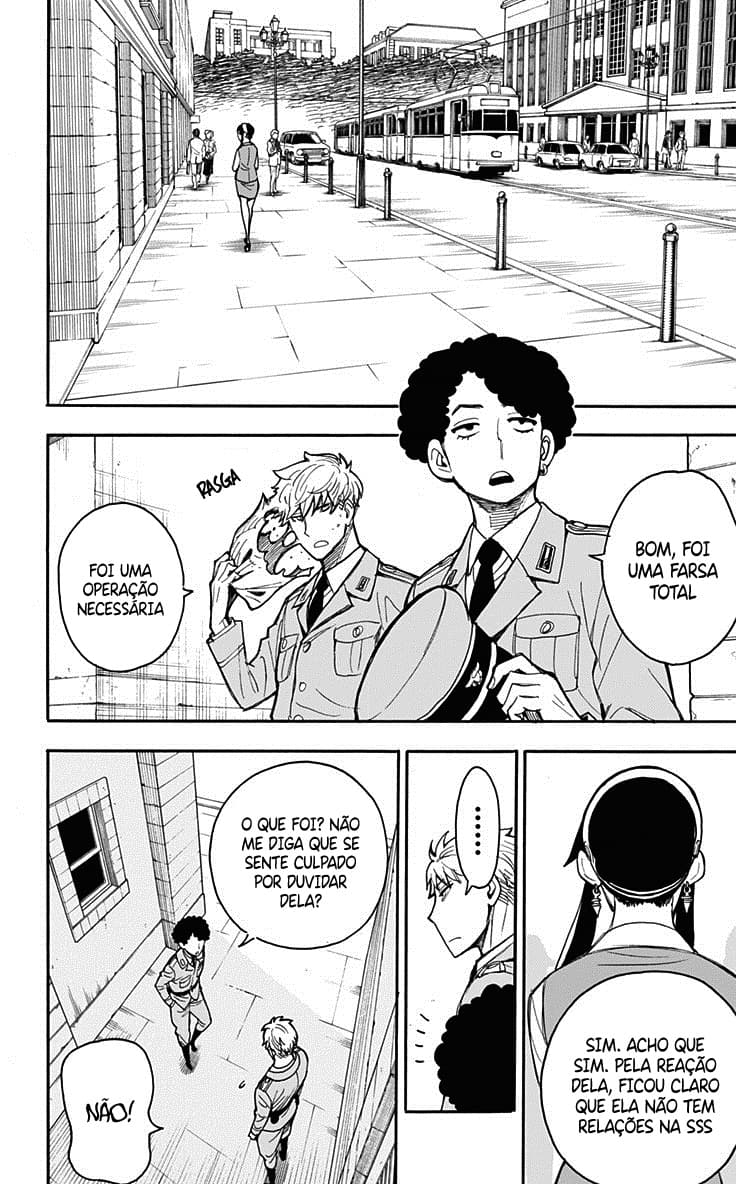 BOM, FOI
UMA FARSA
TOTAL
RASGA
FOI UMA
OPERAÇÃO
NECESSÁRIA
SIM. ACHO QUE
SIM. PELA REAÇÃO
DELA, FICOU CLARO
QUE ELA NÃO TEM
RELAÇÕES NA SSS
......
O QUE FOI? NÃO
ME DIGA QUE SE
SENTE CULPADO
POR DUVIDAR
DELA?
NÃO!